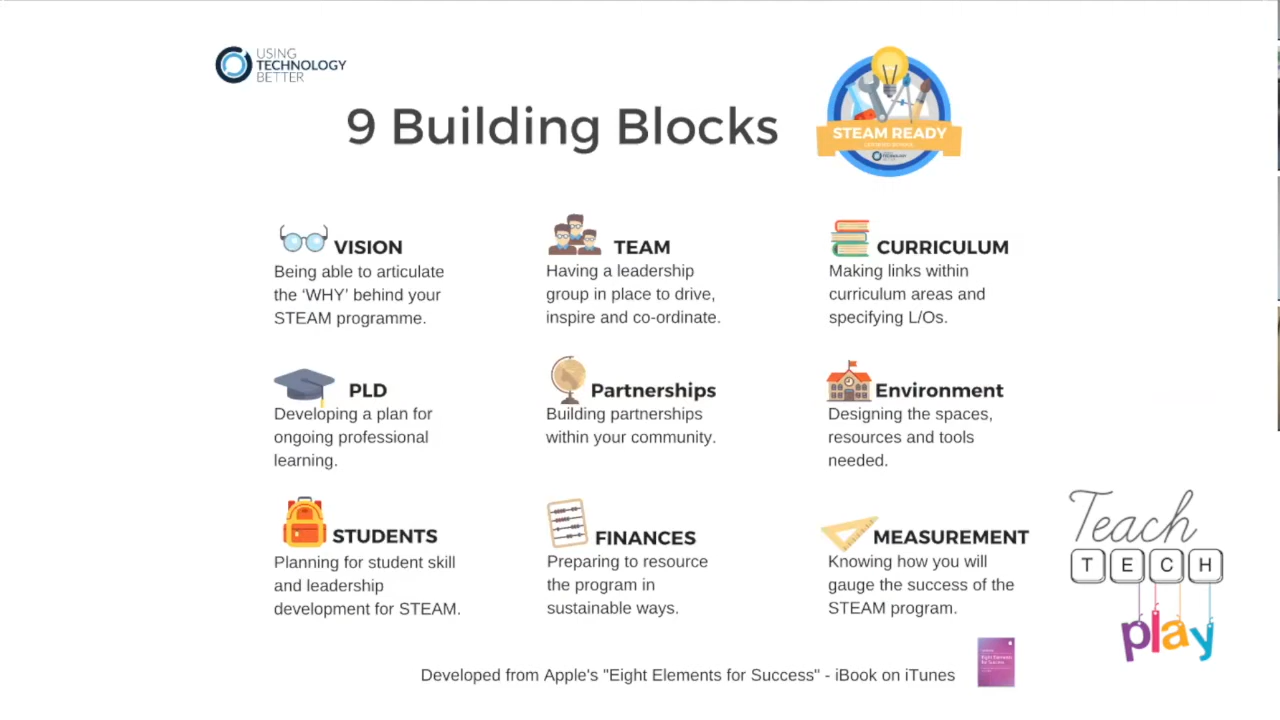 USING
TECHNOLOGY
BETTER
9 Building Blocks
STEAM READY
VISION
Being able to articulate
the ‘WHY’ behind your
STEAM programme.
TEAM
Having a leadership
group in place to drive,
inspire and co-ordinate.
CURRICULUM
Making links within
curriculum areas and
specifying L/Os.
PLD
Developing a plan for
ongoing professional
learning.
Partnerships
Building partnerships
within your community.
Environment
Designing the spaces,
resources and tools
needed.
STUDENTS
Planning for student skill
and leadership
development for STEAM.
FINANCES
Preparing to resource
the program in
sustainable ways.
MEASUREMENT
Knowing how you will
gauge the success of the
STEAM program.
Teach
TECH
play
Developed from Apple's "Eight Elements for Success" - iBook on iTunes
Eight Elements
for Success